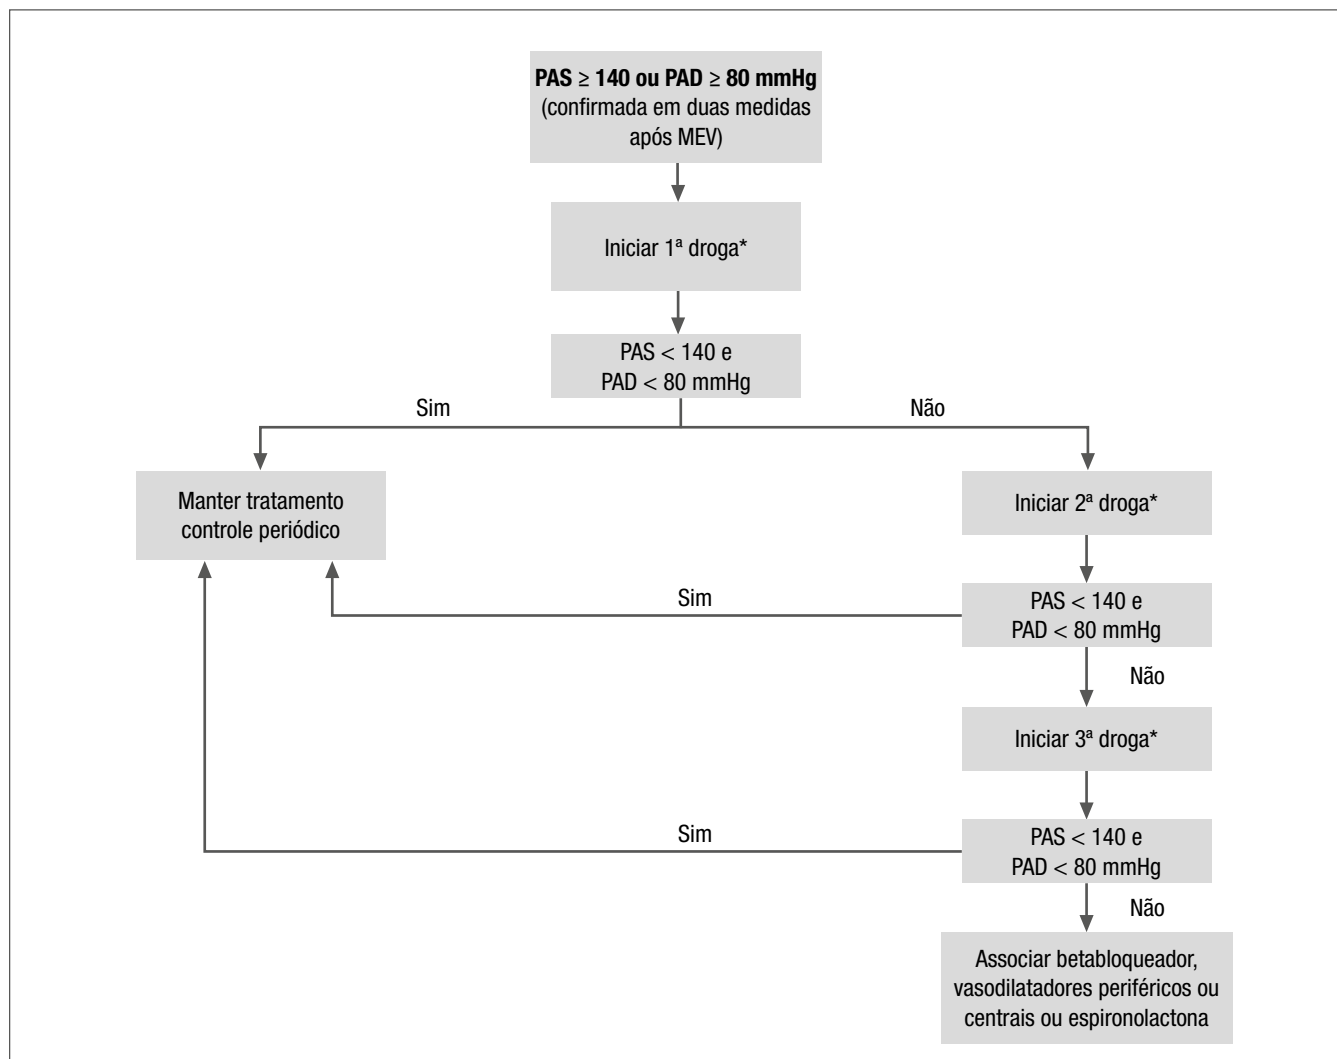 PAS ≥ 140 ou PAD ≥ 80 mmHg
(confirmada em duas medidas
após MEV)
Iniciar 1ª droga*
PAS < 140 e
PAD < 80 mmHg
Sim
Não
Manter tratamento
controle periódico
Iniciar 2ª droga*
Sim
PAS < 140 e
PAD < 80 mmHg
Não
Iniciar 3ª droga*
Sim
PAS < 140 e
PAD < 80 mmHg
Não
Associar betabloqueador,
vasodilatadores periféricos ou
centrais ou espironolactona